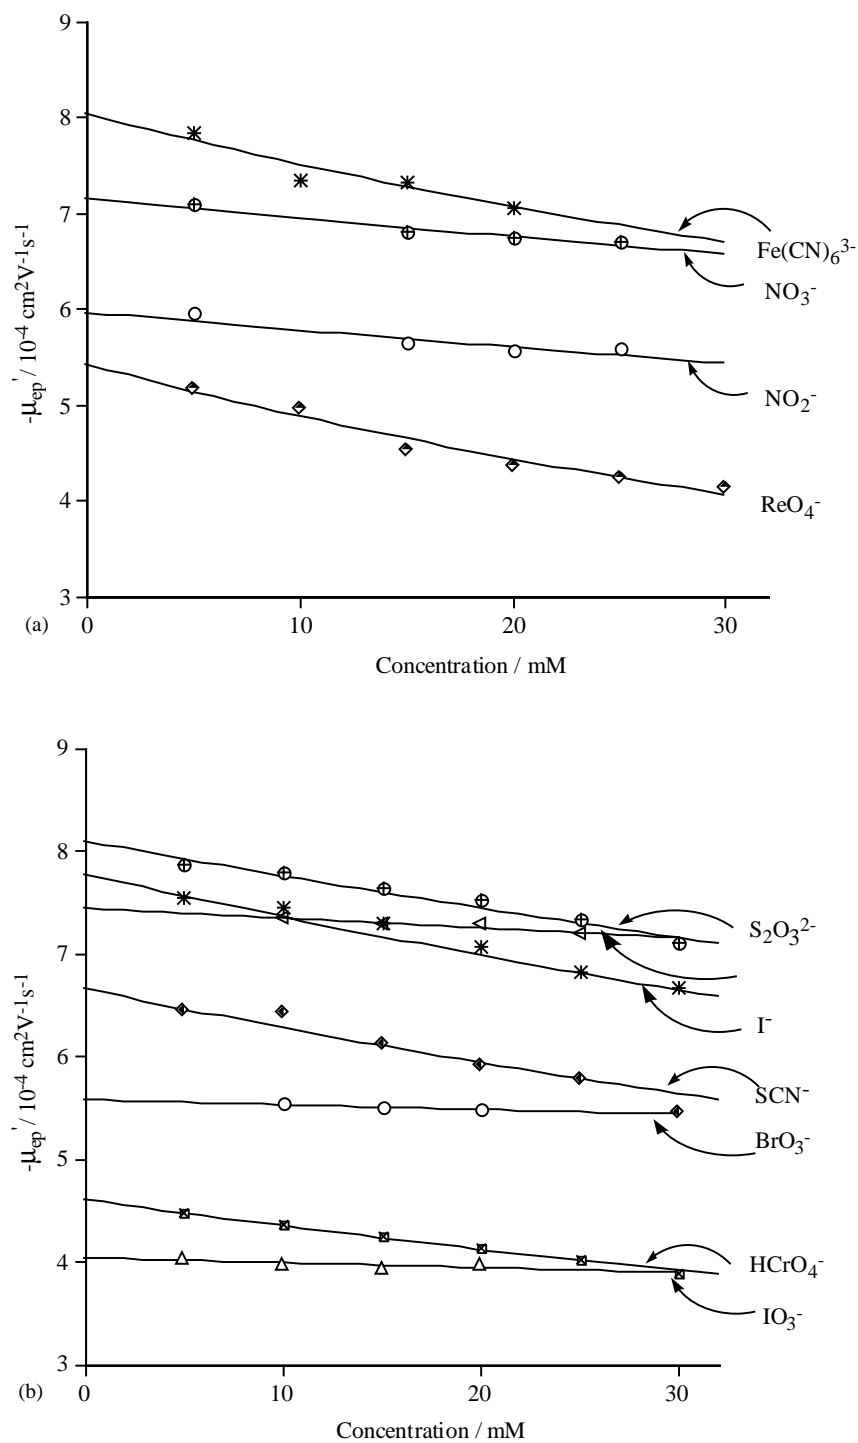 9
8
7
6
5
4
3
-μep'/ 10-4 cm2V-1s-1
Fe(CN)63-
NO3-
NO2-
ReO4-
(a)
0 10 20 30
Concentration / mM
9
8
7
6
5
4
3
-μep'/ 10-4 cm2V-1s-1
S2O32-
I-
SCN-
BrO3-
HCrO4-
IO3-
(b)
0 10 20 30
Concentration / mM